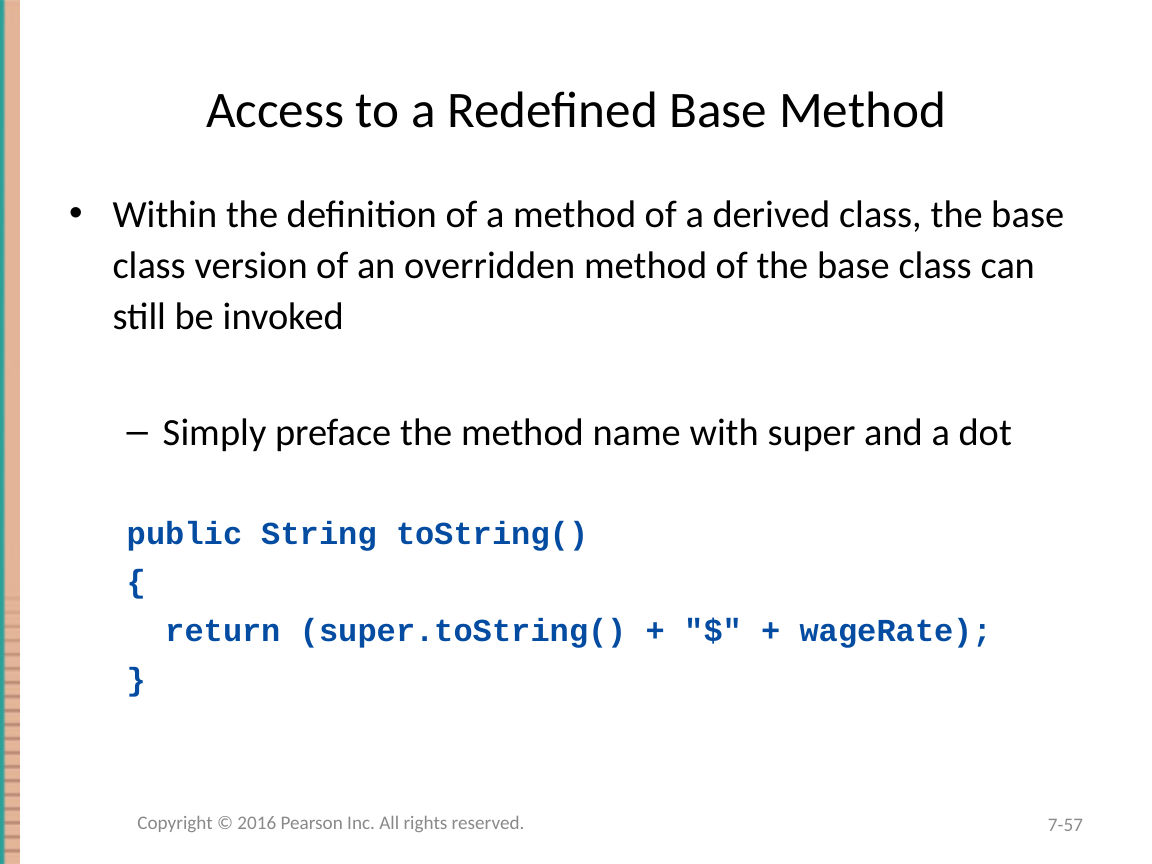 Access to a Redefined Base Method
• Within the definition of a method of a derived class, the base
class version of an overridden method of the base class can
still be invoked
– Simply preface the method name with super and a dot
public String toString()
{
  return (super.toString() + "$" + wageRate);
}
Copyright © 2016 Pearson Inc. All rights reserved.
7-57